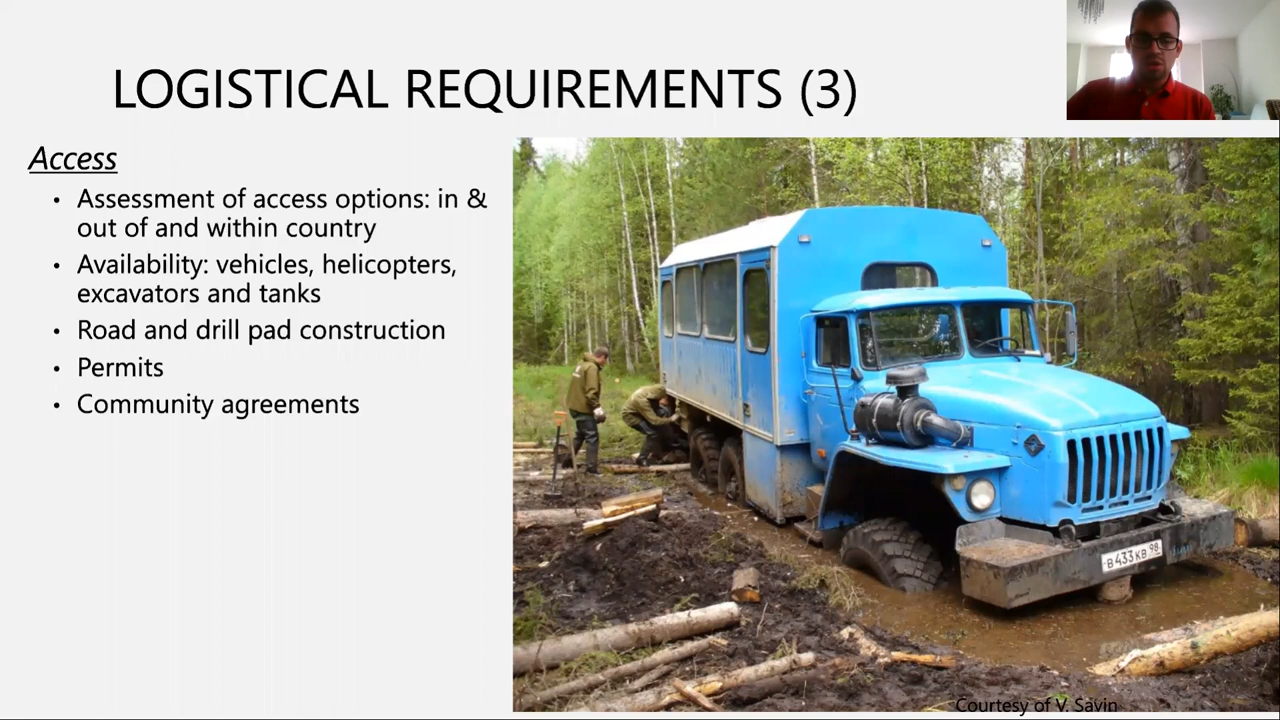 LOGISTICAL REQUIREMENTS (3)
Access
• Assessment of access options: in &
out of and within country
• Availability: vehicles, helicopters,
excavators and tanks
• Road and drill pad construction
• Permits
• Community agreements
В 433 КВ 98
Courtesy of V. Savin